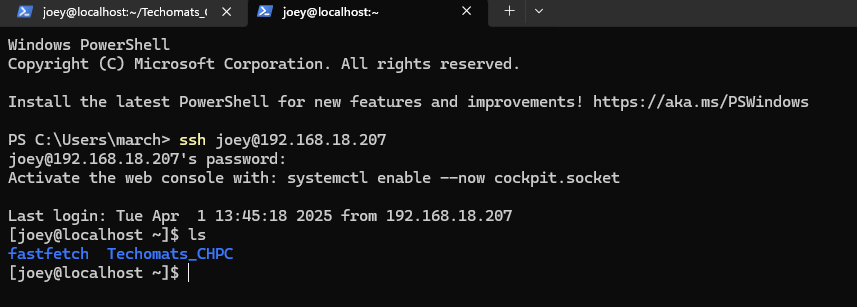 joey@localhost:~/Techomats_C
joey@localhost:~
Windows PowerShell
Copyright (C) Microsoft Corporation. All rights reserved.
Install the latest PowerShell for new features and improvements! https://aka.ms/PSWindows
PS C:\Users\march> ssh joey@192.168.18.207
joey@192.168.18.207's password:
Activate the web console with: systemctl enable --now cockpit.socket
Last login: Tue Apr  1 13:45:18 2025 from 192.168.18.207
[joey@localhost ~]$ ls
fastfetch  Techomats_CHPC
[joey@localhost ~]$